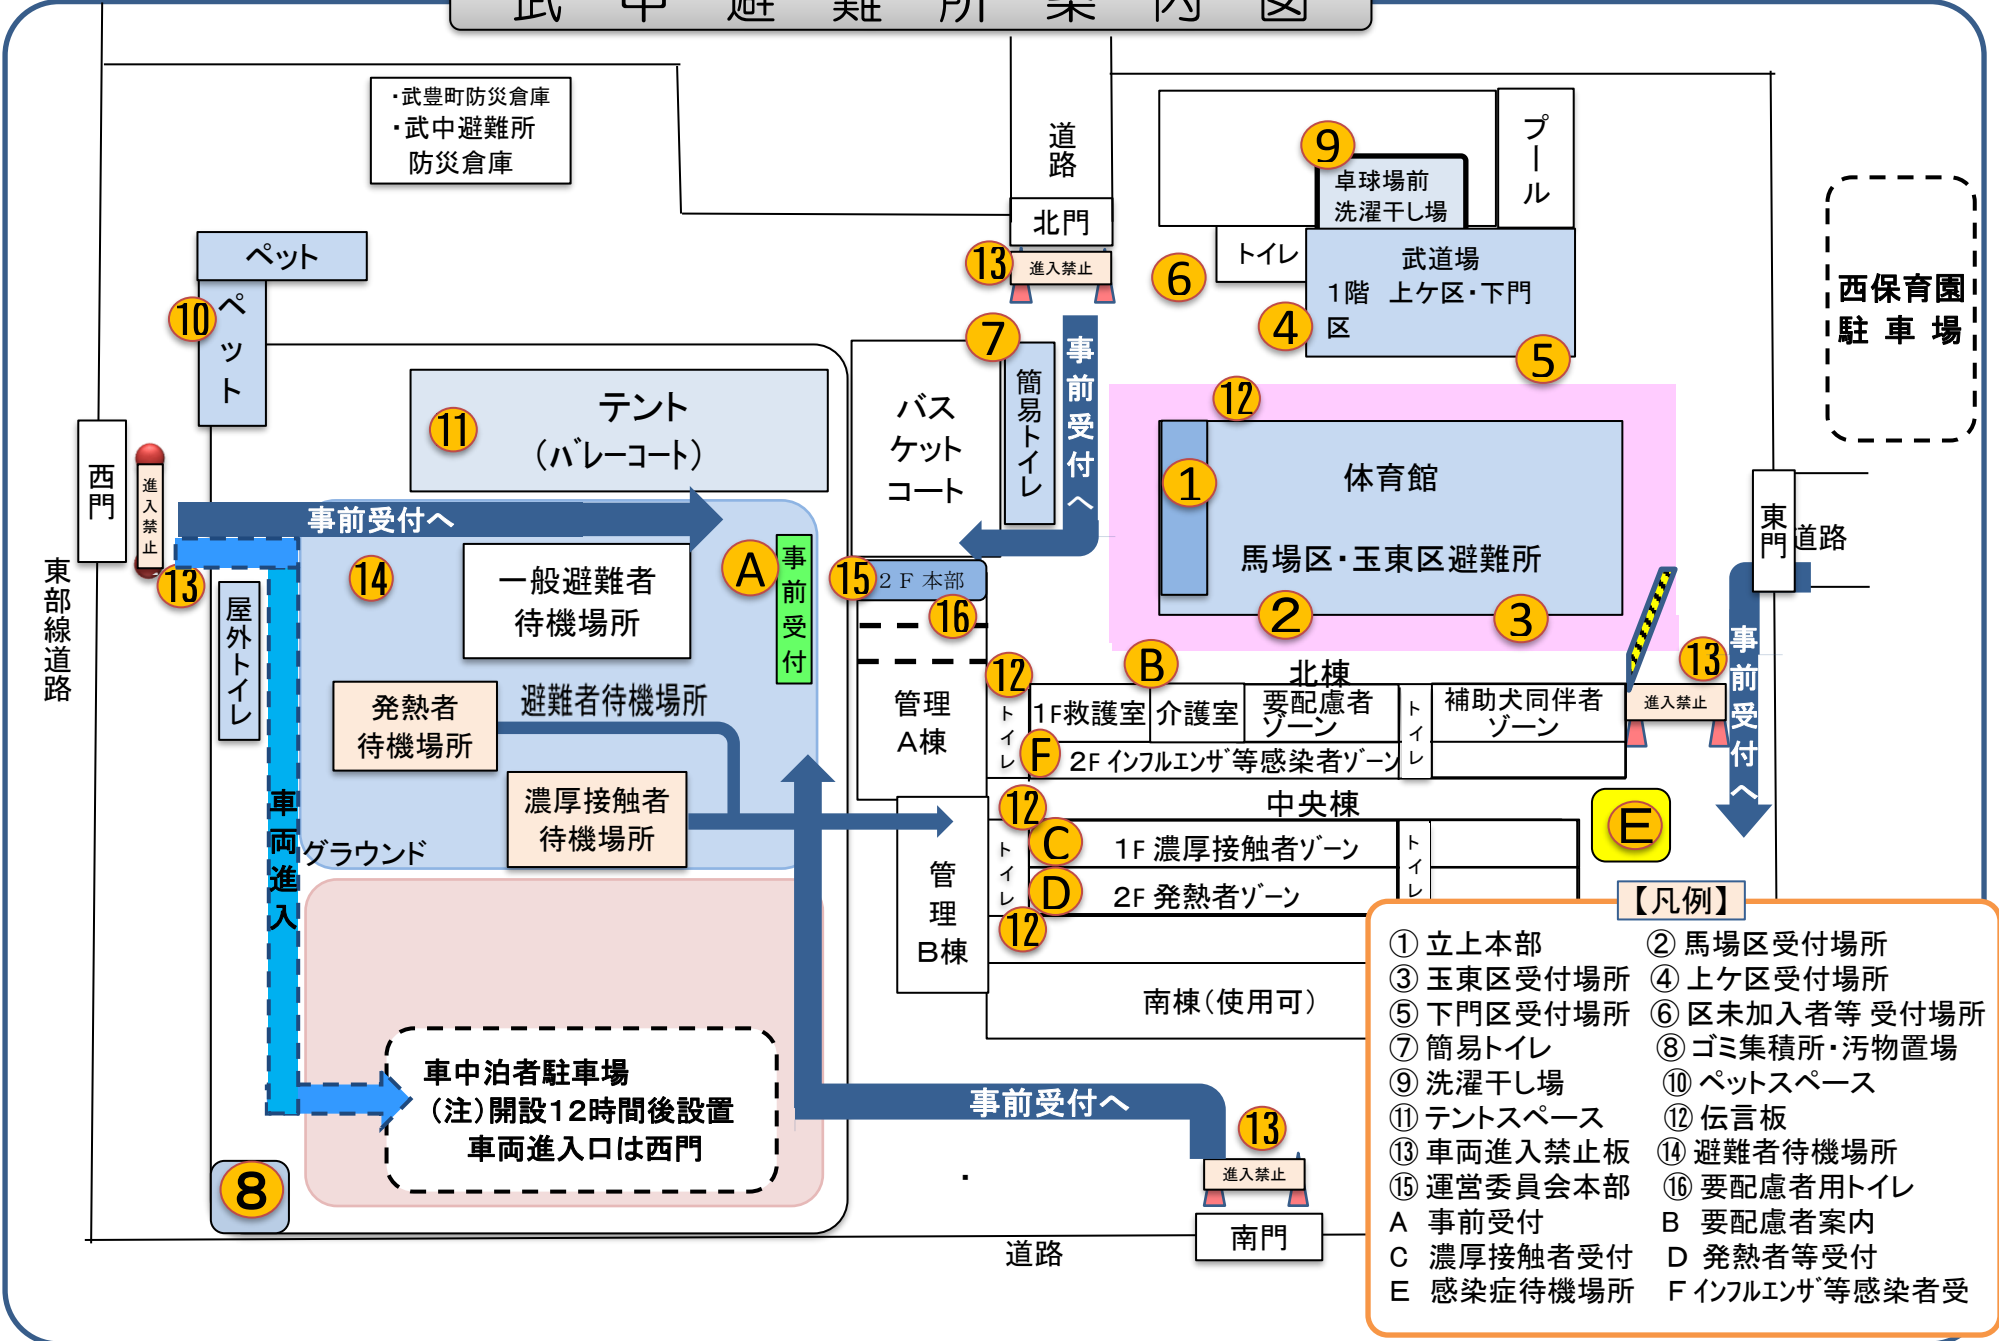 武中避難所案内図
・武豊町防災倉庫
・武中避難所
防災倉庫
道路
北門
進入禁止
13
9
卓球場前
洗濯干し場
プール
トイレ
6
武道場
1階 上ケ区・下門
区
4
5
西保育園
駐車場
ペット
10
ペット
7
簡易トイレ
事前受付へ
バス
ケット
コート
11
テント
(バレーコート)
12
1
体育館
馬場区・玉東区避難所
2
3
西門
進入禁止
13
東部線道路
事前受付へ
14
一般避難者
待機場所
A
事前受付
15
2F本部
16
屋外トイレ
発熱者
待機場所
避難者待機場所
濃厚接触者
待機場所
グラウンド
車両進入
東門
道路
事前受付へ
13
進入禁止
管理
A棟
12
トイレ
B
北棟
1F救護室
介護室
要配慮者
ゾーン
トイレ
補助犬同伴者
ゾーン
F
2F インフルエンザ等感染者ゾーン
中央棟
12
トイレ
C
1F 濃厚接触者ゾーン
D
2F 発熱者ゾーン
トイレ
12
E
管理
B棟
南棟(使用可)
車中泊者駐車場
(注)開設12時間後設置
車両進入口は西門
8
事前受付へ
13
進入禁止
南門
道路
【凡例】
① 立上本部 ② 馬場区受付場所
③ 玉東区受付場所 ④ 上ケ区受付場所
⑤ 下門区受付場所 ⑥ 区未加入者等 受付場所
⑦ 簡易トイレ ⑧ ゴミ集積所・汚物置場
⑨ 洗濯干し場 ⑩ ペットスペース
⑪ テントスペース ⑫ 伝言板
⑬ 車両進入禁止板 ⑭ 避難者待機場所
⑮ 運営委員会本部 ⑯ 要配慮者用トイレ
A 事前受付 B 要配慮者案内
C 濃厚接触者受付 D 発熱者等受付
E 感染症待機場所 F インフルエンザ等感染者受